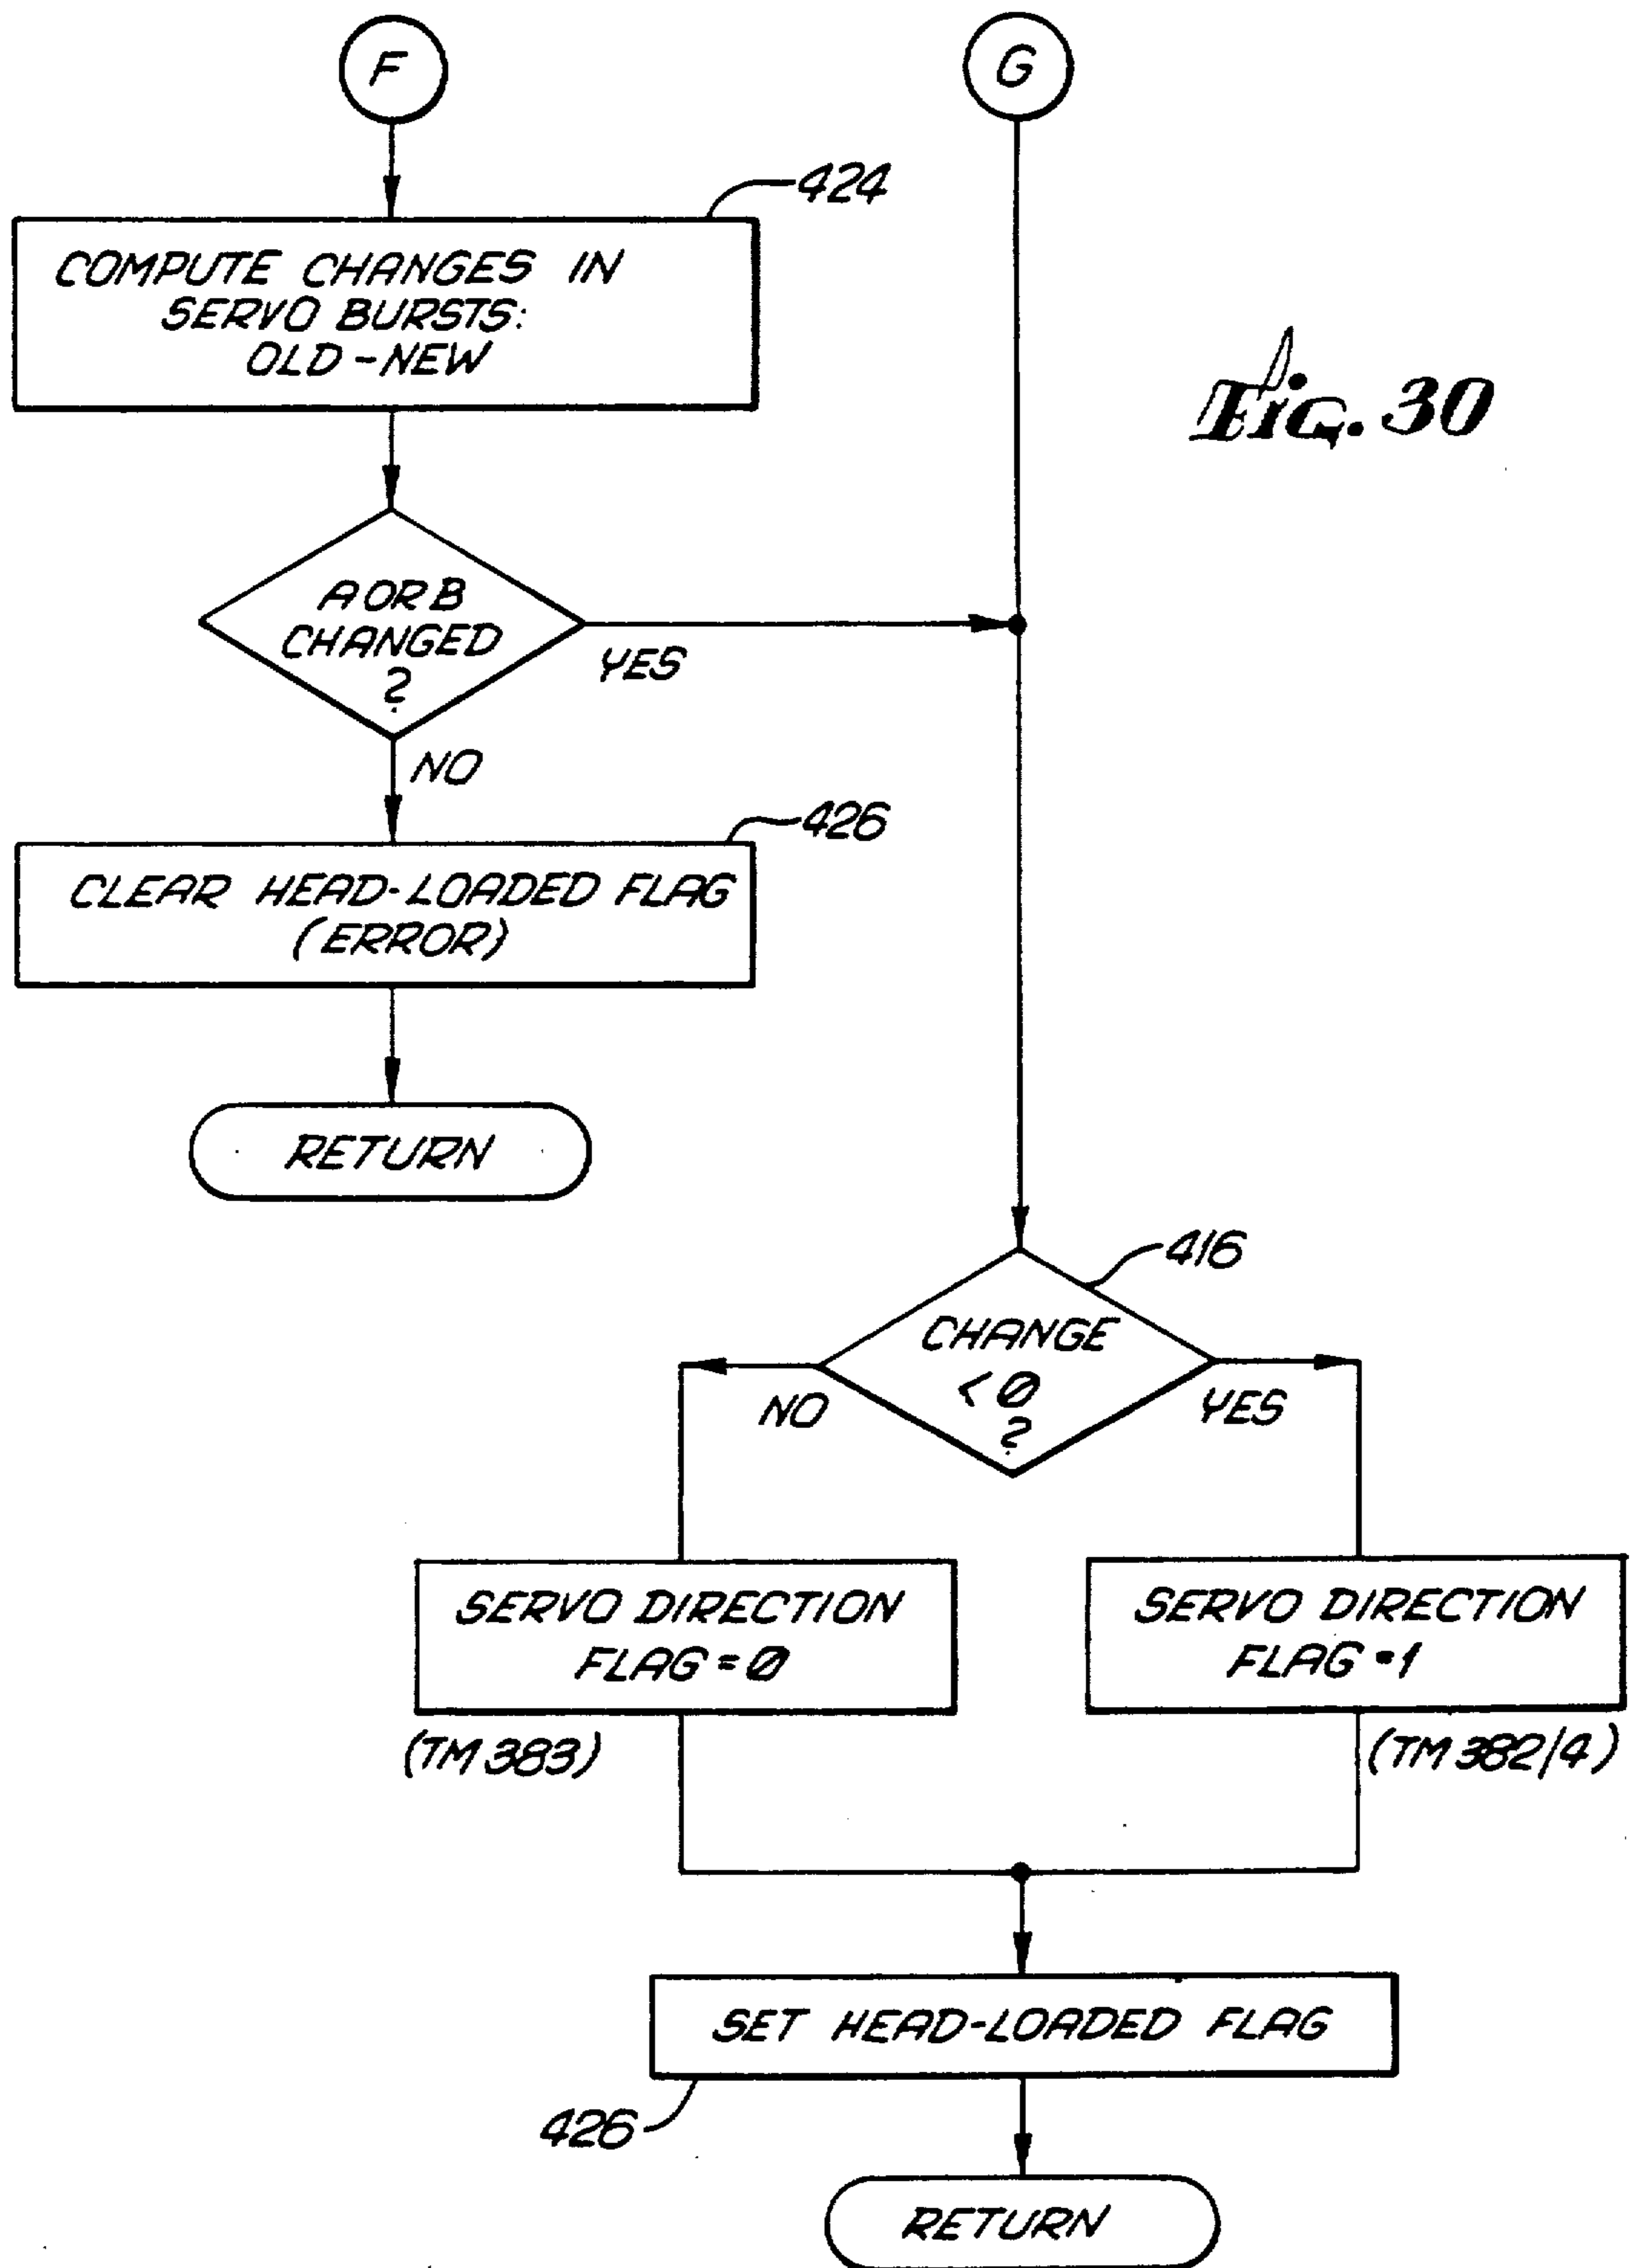 F
G
424
COMPUTE CHANGES IN
SERVO BURSTS:
OLD-NEW
Fig. 30
A OR B
CHANGED
?
YES
NO
426
CLEAR HEAD-LOADED FLAG
(ERROR)
RETURN
416
CHANGE
<0
?
NO
YES
SERVO DIRECTION
FLAG=0
SERVO DIRECTION
FLAG=1
(TM 383)
(TM 382/4)
SET HEAD-LOADED FLAG
426
RETURN